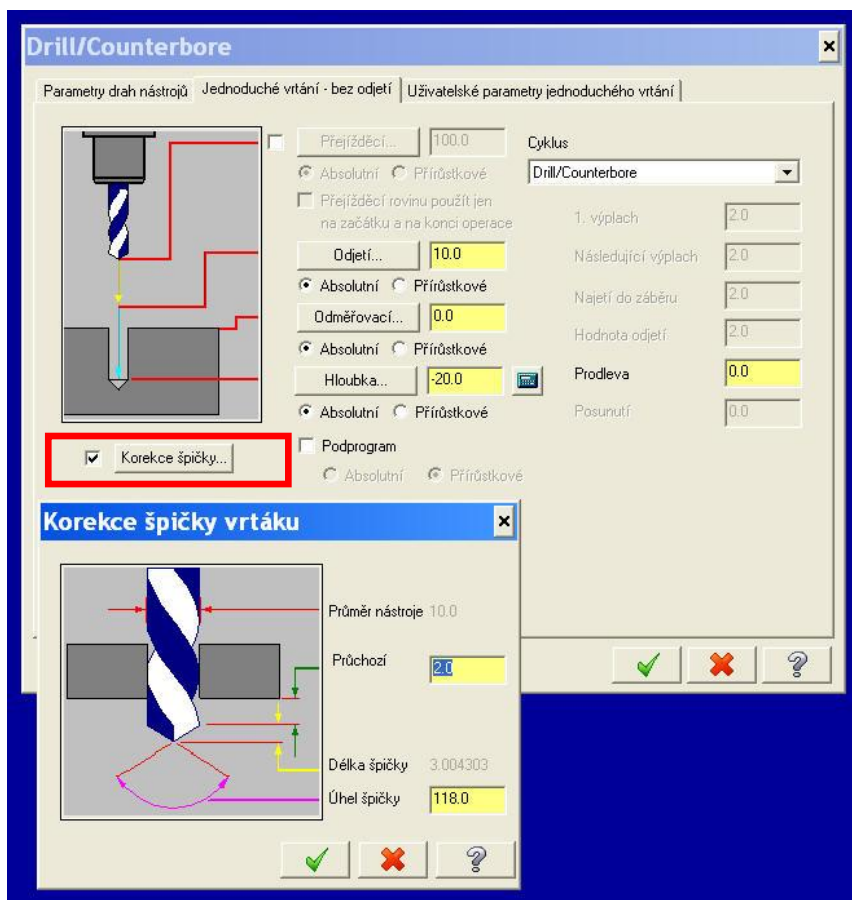 Drill/Counterbore
Parametry drah nástrojů Jednoduché vrtání - bez odjetí Uživatelské parametry jednoduchého vrtání
Přejížděcí... 100.0
Absolutní Přírůstkové
Přejížděcí rovinu použít jen
na začátku a na konci operace
Odjetí... 10.0
Absolutní Přírůstkové
Odměřovací... 0.0
Absolutní Přírůstkové
Hloubka... -20.0
Absolutní Přírůstkové
Podprogram
Absolutní Přírůstkové
Cyklus
Drill/Counterbore
1. výplach 2.0
Následující výplach 2.0
Najetí do záběru 2.0
Hodnota odjetí 2.0
Prodleva 0.0
Posunutí 0.0
Korekce špičky...
Korekce špičky vrtáku
Průměr nástroje 10.0
Průchozí 2.0
Délka špičky 3.004303
Úhel špičky 118.0